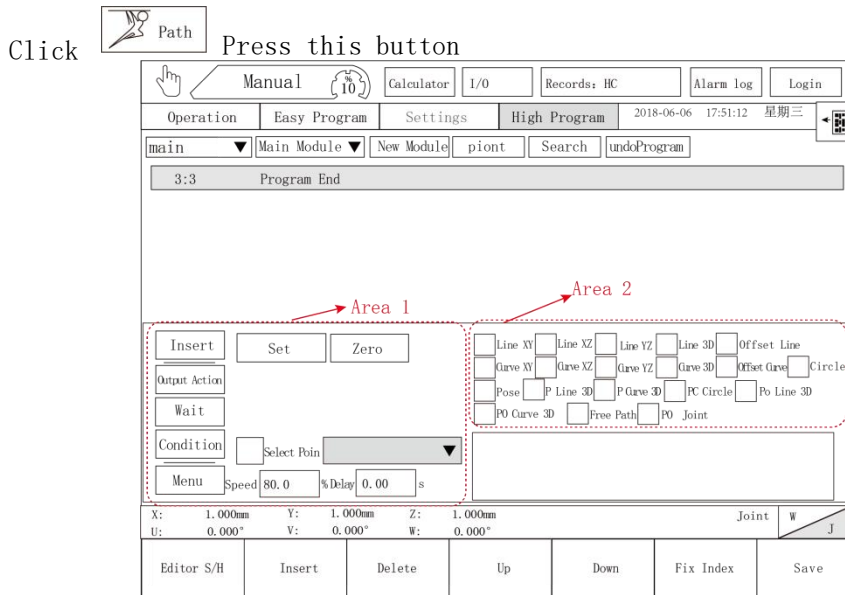 Click Path Press this button
Manual % 10 Calculator I/0 Records: HC Alarm log Login
Operation Easy Program Settings High Program 2018-06-06 17:51:12 星期三
main Main Module New Module piont Search undoProgram
3:3 Program End
Area 1 Area 2
Insert Set Zero
Output Action
Wait
Condition Select Poin
Menu Speed 80.0 % Delay 0.00 s
Line XY Line XZ Line YZ Line 3D Offset Line
Curve XY Curve XZ Curve YZ Curve 3D Offset Curve Circle
Pose P Line 3D P Curve 3D PC Circle Po Line 3D
PO Curve 3D Free Path PO Joint
X: 1.000mm Y: 1.000mm Z: 1.000mm Joint W
U: 0.000° V: 0.000° W: 0.000° J
Editor S/H Insert Delete Up Down Fix Index Save